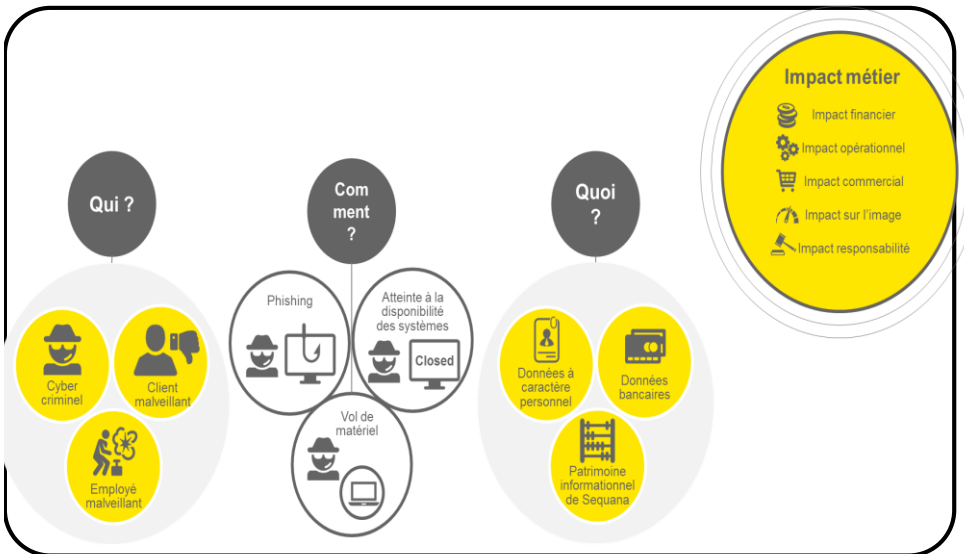 Impact métier
Impact financier
Impact opérationnel
Impact commercial
Impact sur l'image
Impact responsabilité
Qui ?
Cyber
criminel
Client
malveillant
Employé
malveillant
Com
ment
?
Phishing
Atteinte à la
disponibilité
des systèmes
Closed
Vol de
matériel
Quoi
?
Données à
caractère
personnel
Données
bancaires
Patrimoine
informationnel
de Sequana